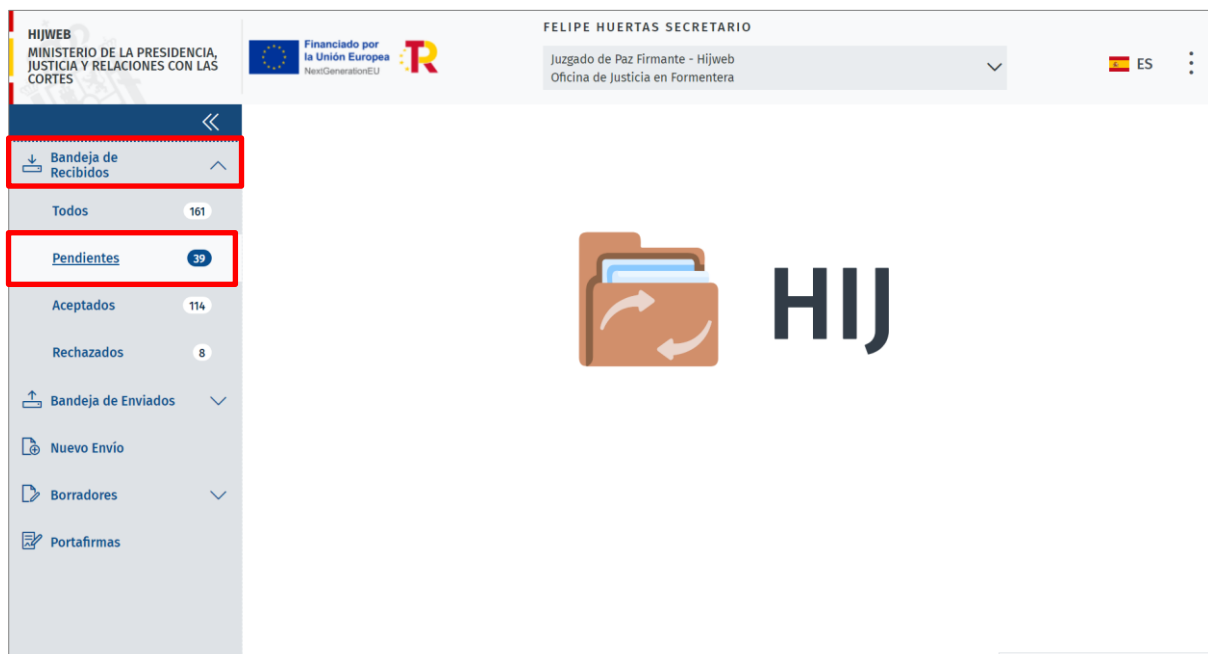 HIJWEB
MINISTERIO DE LA PRESIDENCIA,
JUSTICIA Y RELACIONES CON LAS
CORTES
Financiado por
la Unión Europea
NextGenerationEU
R
FELIPE HUERTAS SECRETARIO
Juzgado de Paz Firmante - Hijweb
Oficina de Justicia en Formentera
ES
Bandeja de
Recibidos
Todos 161
Pendientes 39
Aceptados 114
Rechazados 8
Bandeja de Enviados
Nuevo Envío
Borradores
Portafirmas
HIJ